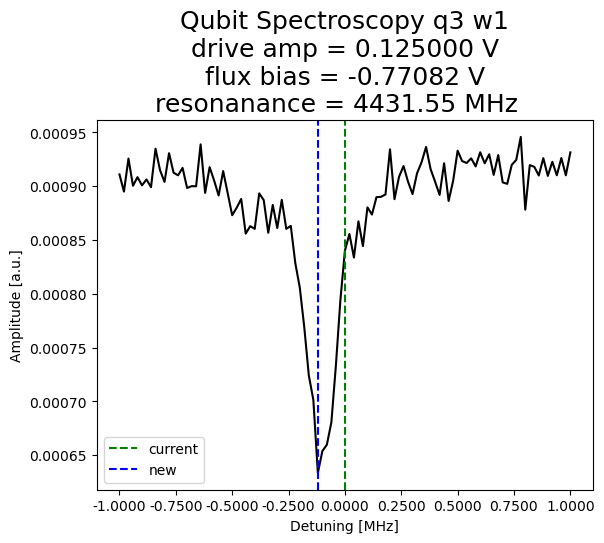 Qubit Spectroscopy q3 w1
drive amp = 0.125000 V
flux bias = -0.77082 V
resonanance = 4431.55 MHz
Amplitude [a.u.]
0.00095
0.00090
0.00085
0.00080
0.00075
0.00070
0.00065
current
new
-1.0000 -0.7500 -0.5000 -0.2500 0.0000 0.2500 0.5000 0.7500 1.0000
Detuning [MHz]